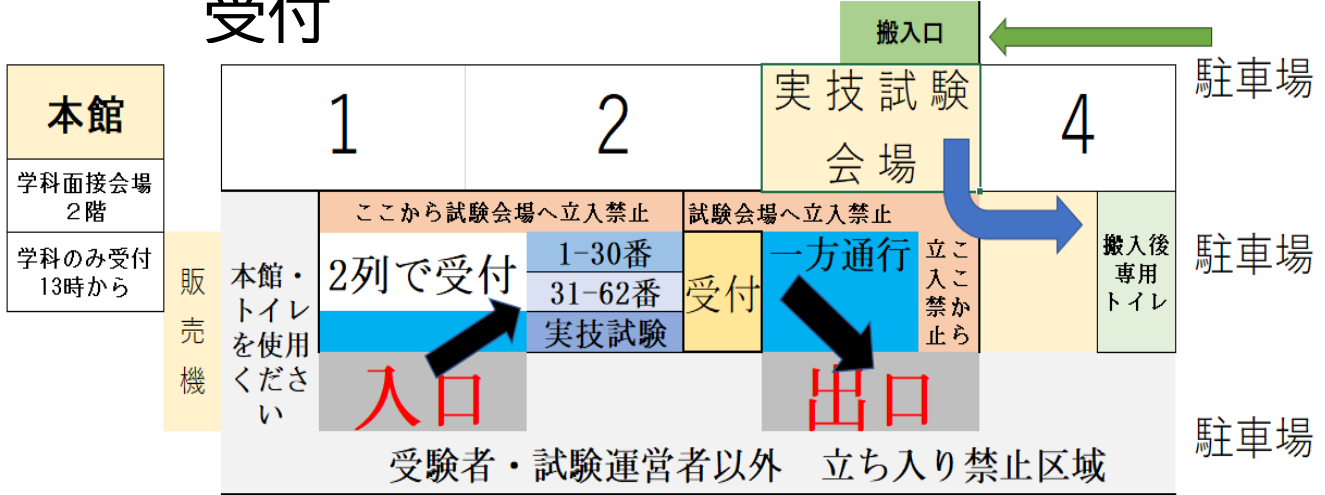 受付
搬入口
駐車場
本館
1
2
実技試験
会場
4
学科面接会場
２階
ここから試験会場へ立入禁止
試験会場へ立入禁止
学科のみ受付
13時から
販
売
機
本館・
トイレ
を使用
くださ
い
2列で受付
1-30番
31-62番
実技試験
受付
一方通行
ここから
立入禁止
搬入後
専用
トイレ
駐車場
入口
出口
受験者・試験運営者以外　立ち入り禁止区域
駐車場